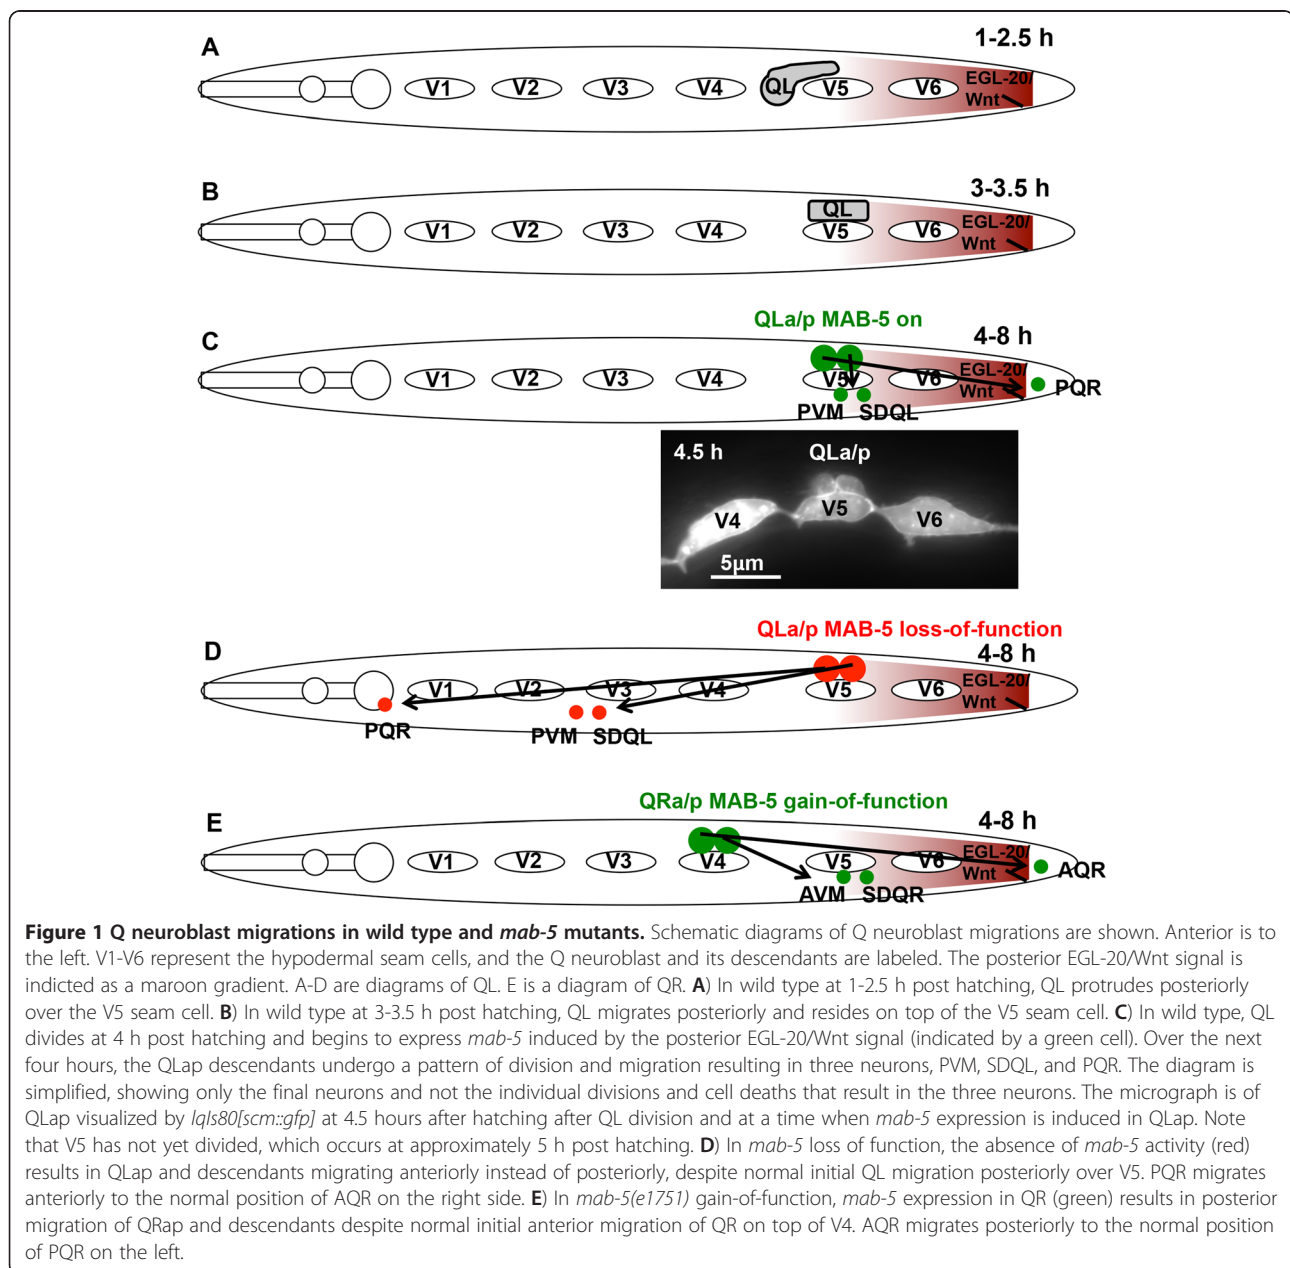 A
1-2.5 h
V1 V2 V3 V4 QL V5 V6 EGL-20/
Wnt
B
3-3.5 h
QL
V1 V2 V3 V4 V5 V6 EGL-20/
Wnt
QLa/p MAB-5 on
C
4-8 h
V1 V2 V3 V4 V5 V6 EGL-20/
Wnt
PQR
PVM SDQL
4.5 h QLa/p
V4 V5 V6
5µm
QLa/p MAB-5 loss-of-function
D
4-8 h
V1 V2 V3 V4 V5 V6 EGL-20/
Wnt
PQR PVM SDQL
QRa/p MAB-5 gain-of-function
E
4-8 h
V1 V2 V3 V4 V5 V6 EGL-20/
Wnt
AQR
AVM SDQR
Figure 1 Q neuroblast migrations in wild type and mab-5 mutants. Schematic diagrams of Q neuroblast migrations are shown. Anterior is to
the left. V1-V6 represent the hypodermal seam cells, and the Q neuroblast and its descendants are labeled. The posterior EGL-20/Wnt signal is
indicted as a maroon gradient. A-D are diagrams of QL. E is a diagram of QR. A) In wild type at 1-2.5 h post hatching, QL protrudes posteriorly
over the V5 seam cell. B) In wild type at 3-3.5 h post hatching, QL migrates posteriorly and resides on top of the V5 seam cell. C) In wild type, QL
divides at 4 h post hatching and begins to express mab-5 induced by the posterior EGL-20/Wnt signal (indicated by a green cell). Over the next
four hours, the QLap descendants undergo a pattern of division and migration resulting in three neurons, PVM, SDQL, and PQR. The diagram is
simplified, showing only the final neurons and not the individual divisions and cell deaths that result in the three neurons. The micrograph is of
QLap visualized by lqIs80[scm::gfp] at 4.5 hours after hatching after QL division and at a time when mab-5 expression is induced in QLap. Note
that V5 has not yet divided, which occurs at approximately 5 h post hatching. D) In mab-5 loss of function, the absence of mab-5 activity (red)
results in QLap and descendants migrating anteriorly instead of posteriorly, despite normal initial QL migration posteriorly over V5. PQR migrates
anteriorly to the normal position of AQR on the right side. E) In mab-5(e1751) gain-of-function, mab-5 expression in QR (green) results in posterior
migration of QRap and descendants despite normal initial anterior migration of QR on top of V4. AQR migrates posteriorly to the normal position
of PQR on the left.